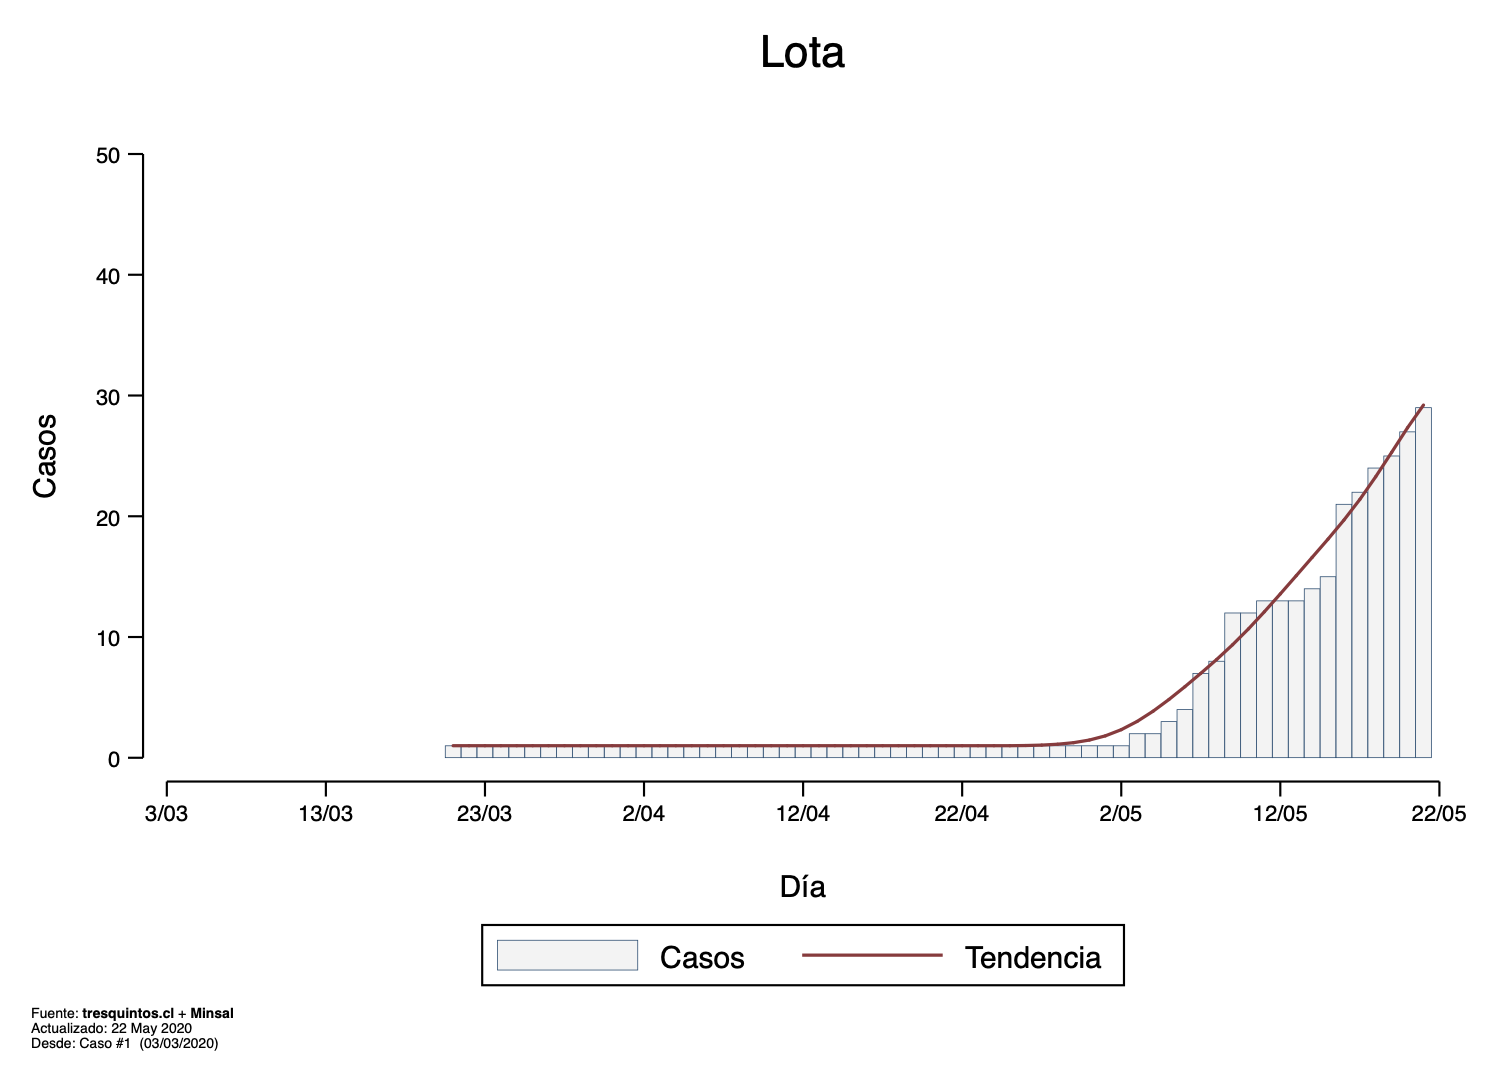 Lota
50
40
30
20
10
0
Casos
3/03 13/03 23/03 2/04 12/04 22/04 2/05 12/05 22/05
Día
Casos Tendencia
Fuente: tresquintos.cl + Minsal
Actualizado: 22 May 2020
Desde: Caso #1 (03/03/2020)